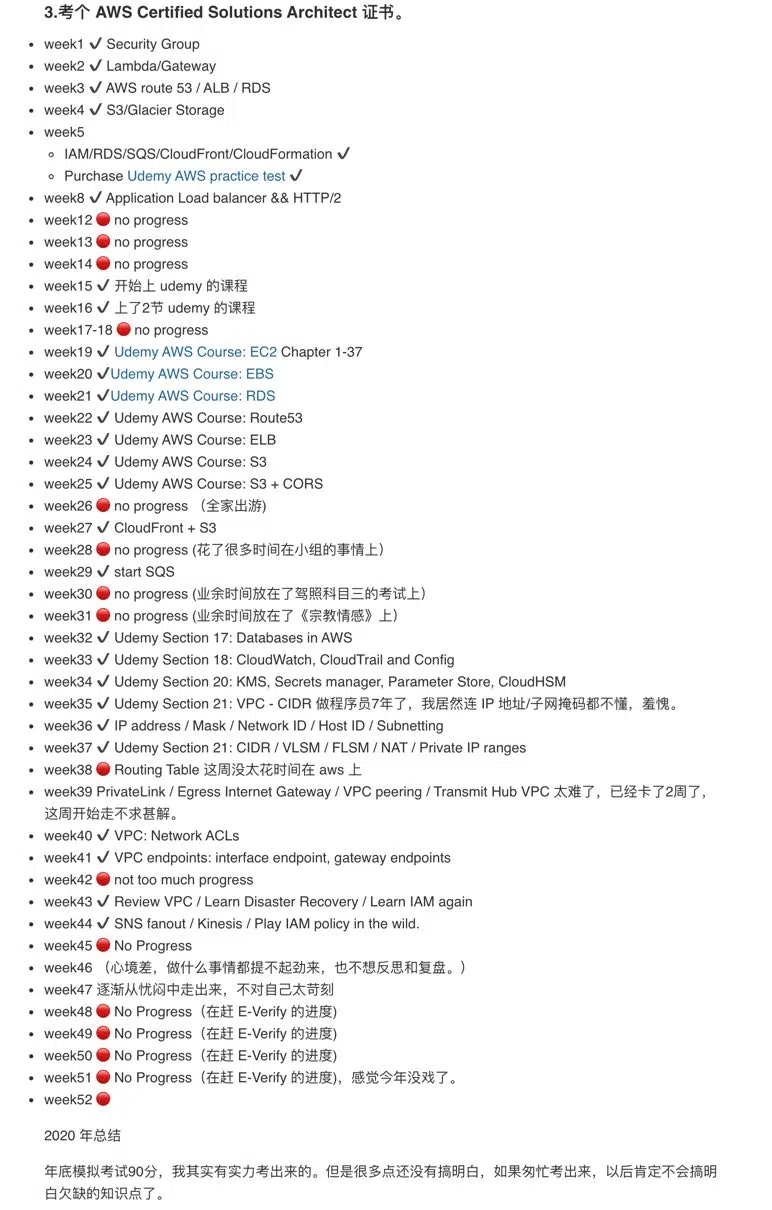 3.考个 AWS Certified Solutions Architect 证书。
week1 ✔ Security Group
week2 ✔ Lambda/Gateway
week3 ✔ AWS route 53 / ALB / RDS
week4 ✔ S3/Glacier Storage
week5
IAM/RDS/SQS/CloudFront/CloudFormation ✔
Purchase Udemy AWS practice test ✔
week8 ✔ Application Load balancer && HTTP/2
week12 🔴 no progress
week13 🔴 no progress
week14 🔴 no progress
week15 ✔ 开始上 udemy 的课程
week16 ✔ 上了2节 udemy 的课程
week17-18 🔴 no progress
week19 ✔ Udemy AWS Course: EC2 Chapter 1-37
week20 ✔Udemy AWS Course: EBS
week21 ✔Udemy AWS Course: RDS
week22 ✔ Udemy AWS Course: Route53
week23 ✔ Udemy AWS Course: ELB
week24 ✔ Udemy AWS Course: S3
week25 ✔ Udemy AWS Course: S3 + CORS
week26 🔴 no progress （全家出游)
week27 ✔ CloudFront + S3
week28 🔴 no progress (花了很多时间在小组的事情上）
week29 ✔ start SQS
week30 🔴 no progress (业余时间放在了驾照科目三的考试上）
week31 🔴 no progress (业余时间放在了《宗教情感》上）
week32 ✔ Udemy Section 17: Databases in AWS
week33 ✔ Udemy Section 18: CloudWatch, CloudTrail and Config
week34 ✔ Udemy Section 20: KMS, Secrets manager, Parameter Store, CloudHSM
week35 ✔ Udemy Section 21: VPC - CIDR 做程序员7年了，我居然连 IP 地址/子网掩码都不懂，羞愧。
week36 ✔ IP address / Mask / Network ID / Host ID / Subnetting
week37 ✔ Udemy Section 21: CIDR / VLSM / FLSM / NAT / Private IP ranges
week38 🔴 Routing Table 这周没太花时间在 aws 上
week39 PrivateLink / Egress Internet Gateway / VPC peering / Transmit Hub VPC 太难了，已经卡了2周了，
这周开始走不求甚解。
week40 ✔ VPC: Network ACLs
week41 ✔ VPC endpoints: interface endpoint, gateway endpoints
week42 🔴 not too much progress
week43 ✔ Review VPC / Learn Disaster Recovery / Learn IAM again
week44 ✔ SNS fanout / Kinesis / Play IAM policy in the wild.
week45 🔴 No Progress
week46 （心境差，做什么事情都提不起劲来，也不想反思和复盘。）
week47 逐渐从忧闷中走出来，不对自己太苛刻
week48 🔴 No Progress（在赶 E-Verify 的进度)
week49 🔴 No Progress（在赶 E-Verify 的进度)
week50 🔴 No Progress（在赶 E-Verify 的进度)
week51 🔴 No Progress（在赶 E-Verify 的进度)，感觉今年没戏了。
week52 🔴
2020 年总结
年底模拟考试90分，我其实有实力考出来的。但是很多点还没有搞明白，如果匆忙考出来，以后肯定不会搞明
白欠缺的知识点了。